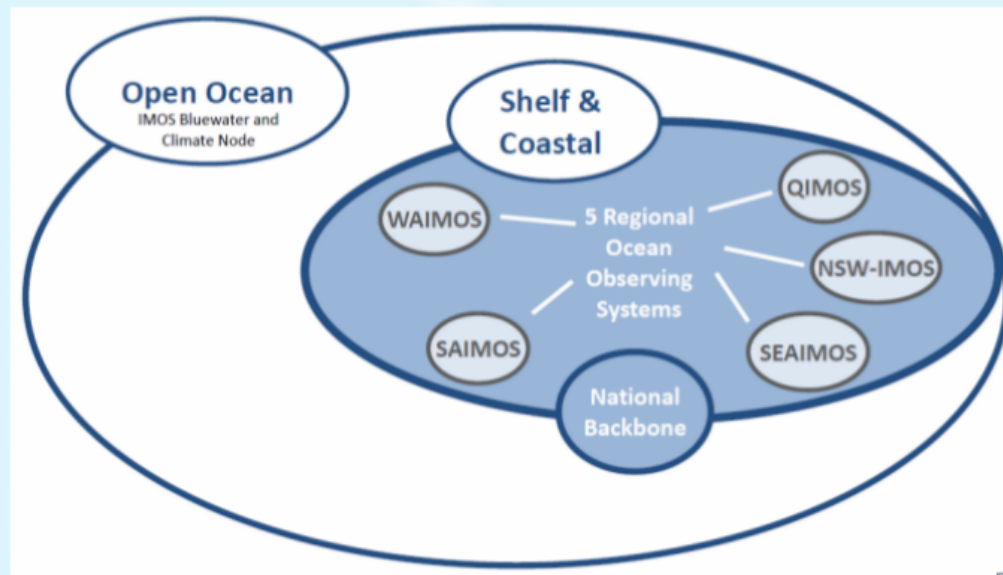 Open Ocean
IMOS Bluewater and
Climate Node
Shelf &
Coastal
WAIMOS
5 Regional
Ocean
Observing
Systems
QIMOS
NSW-IMOS
SAIMOS
SEAIMOS
National
Backbone